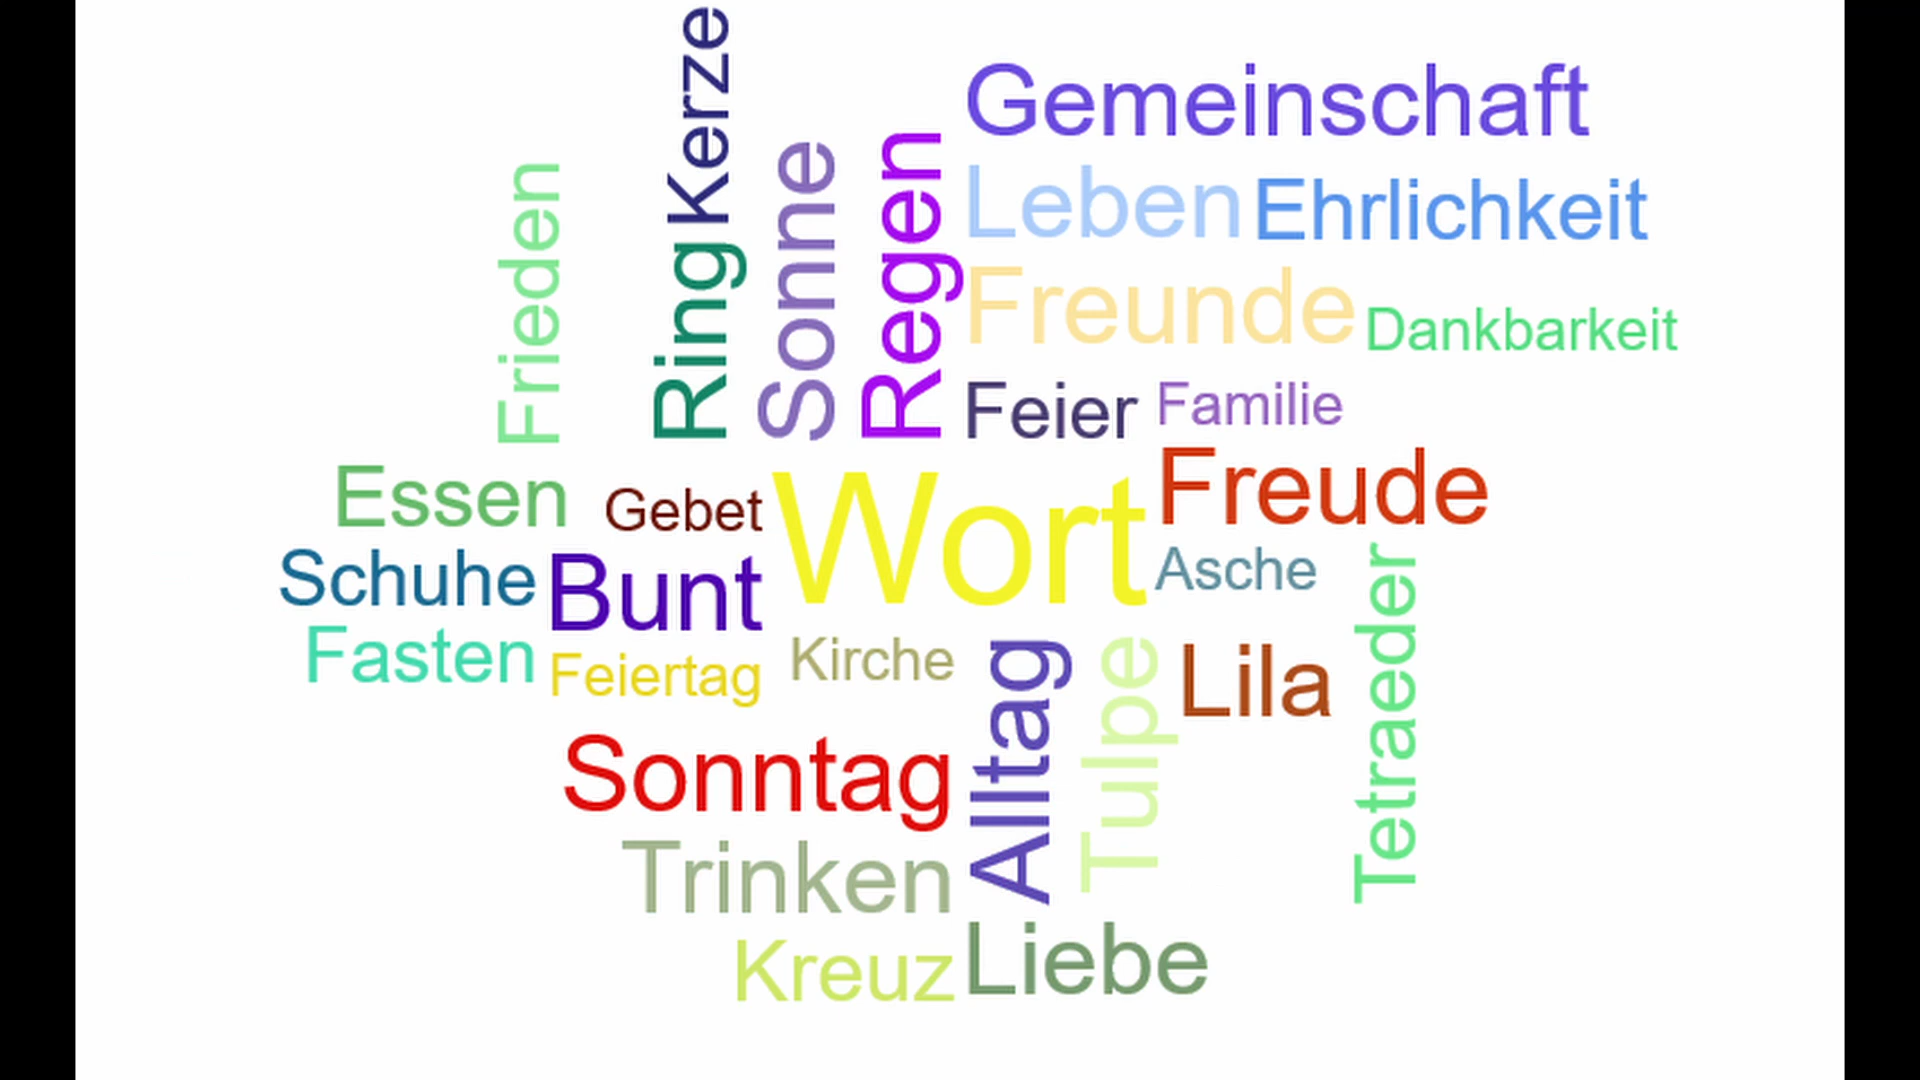 Kerze
Gemeinschaft
Frieden
Ring
Sonne
Regen
Leben
Ehrlichkeit
Freunde
Dankbarkeit
Feier
Familie
Essen
Gebet
Wort
Freude
Schuhe
Bunt
Asche
Fasten
Feiertag
Kirche
Alltag
Tulpe
Lila
Tetraeder
Sonntag
Trinken
Kreuz
Liebe